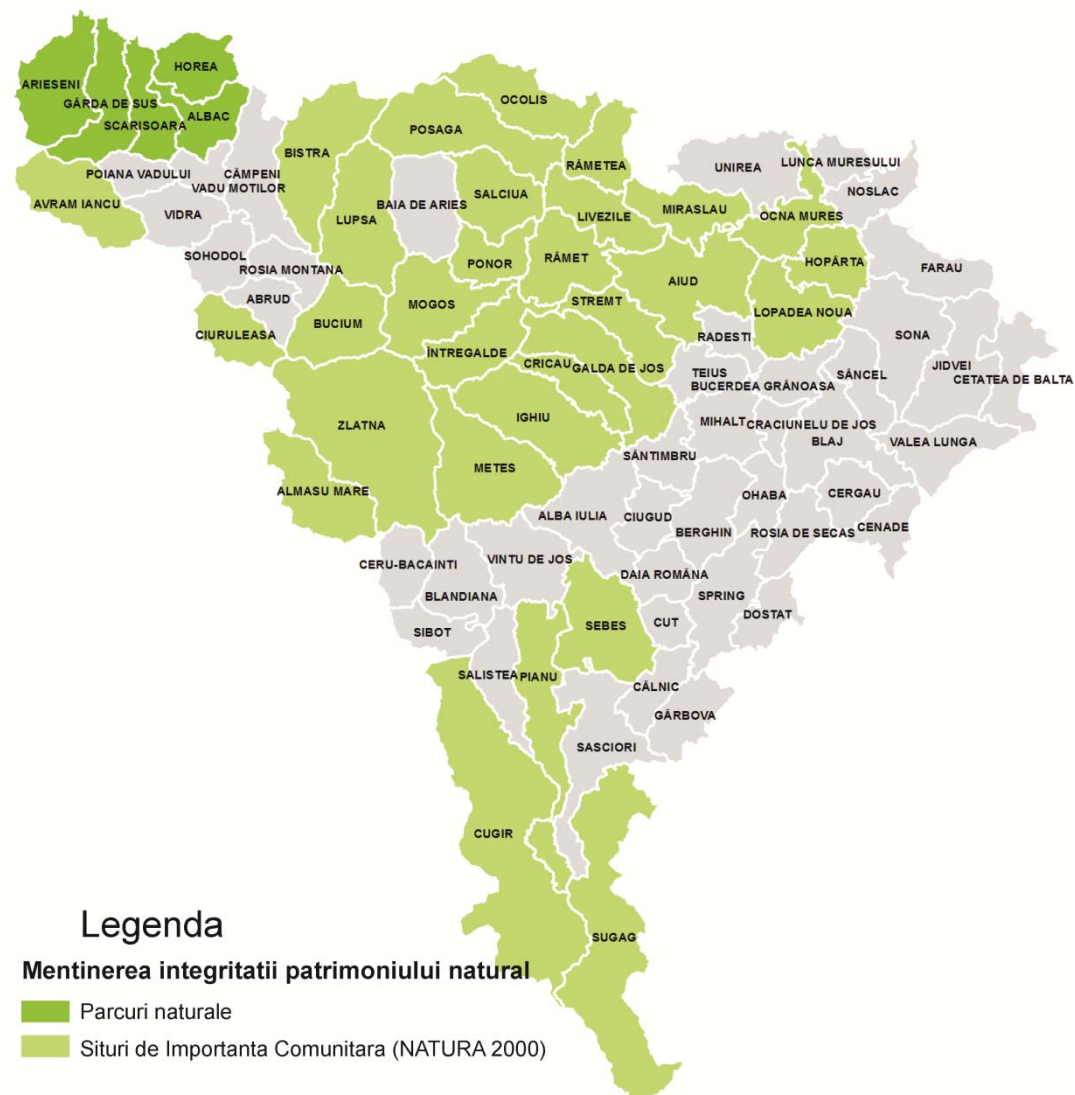 HOREA
ARIESENI
GÂRDA DE SUS
ALBAC
SCARISOARA
OCOLIS
POSAGA
BISTRA
RÂMETEA
UNIREA
LUNCA MURESULUI
POIANA VADULUI
CÂMPENI
VADU MOTILOR
NOSLAC
SALCIUA
AVRAM IANCU
BAIA DE ARIES
MIRASLAU
VIDRA
LUPSA
LIVEZILE
OCNA MURES
SOHODOL
PONOR
RÂMET
HOPÂRTA
ROSIA MONTANA
AIUD
FARAU
ABRUD
MOGOS
STREMT
LOPADEA NOUA
BUCIUM
CIURULEASA
RADESTI
SONA
ÎNTREGALDE
CRICAU
GALDA DE JOS
TEIUS
SÂNCEL
JIDVEI
BUCERDEA GRÂNOASA
CETATEA DE BALTA
IGHIU
ZLATNA
MIHALT
CRACIUNELU DE JOS
BLAJ
VALEA LUNGA
SÂNTIMBRU
METES
ALMASU MARE
OHABA
CERGAU
ALBA IULIA
CIUGUD
CENADE
BERGHIN
ROSIA DE SECAS
CERU-BACAINTI
VINTU DE JOS
DAIA ROMÂNA
BLANDIANA
SPRING
DOSTAT
SIBOT
SEBES
CUT
SALISTEA
PIANU
CÂLNIC
GÂRBOVA
SASCIORI
CUGIR
SUGAG
Legenda
Mentinerea integritatii patrimoniului natural
Parcuri naturale
Situri de Importanta Comunitara (NATURA 2000)